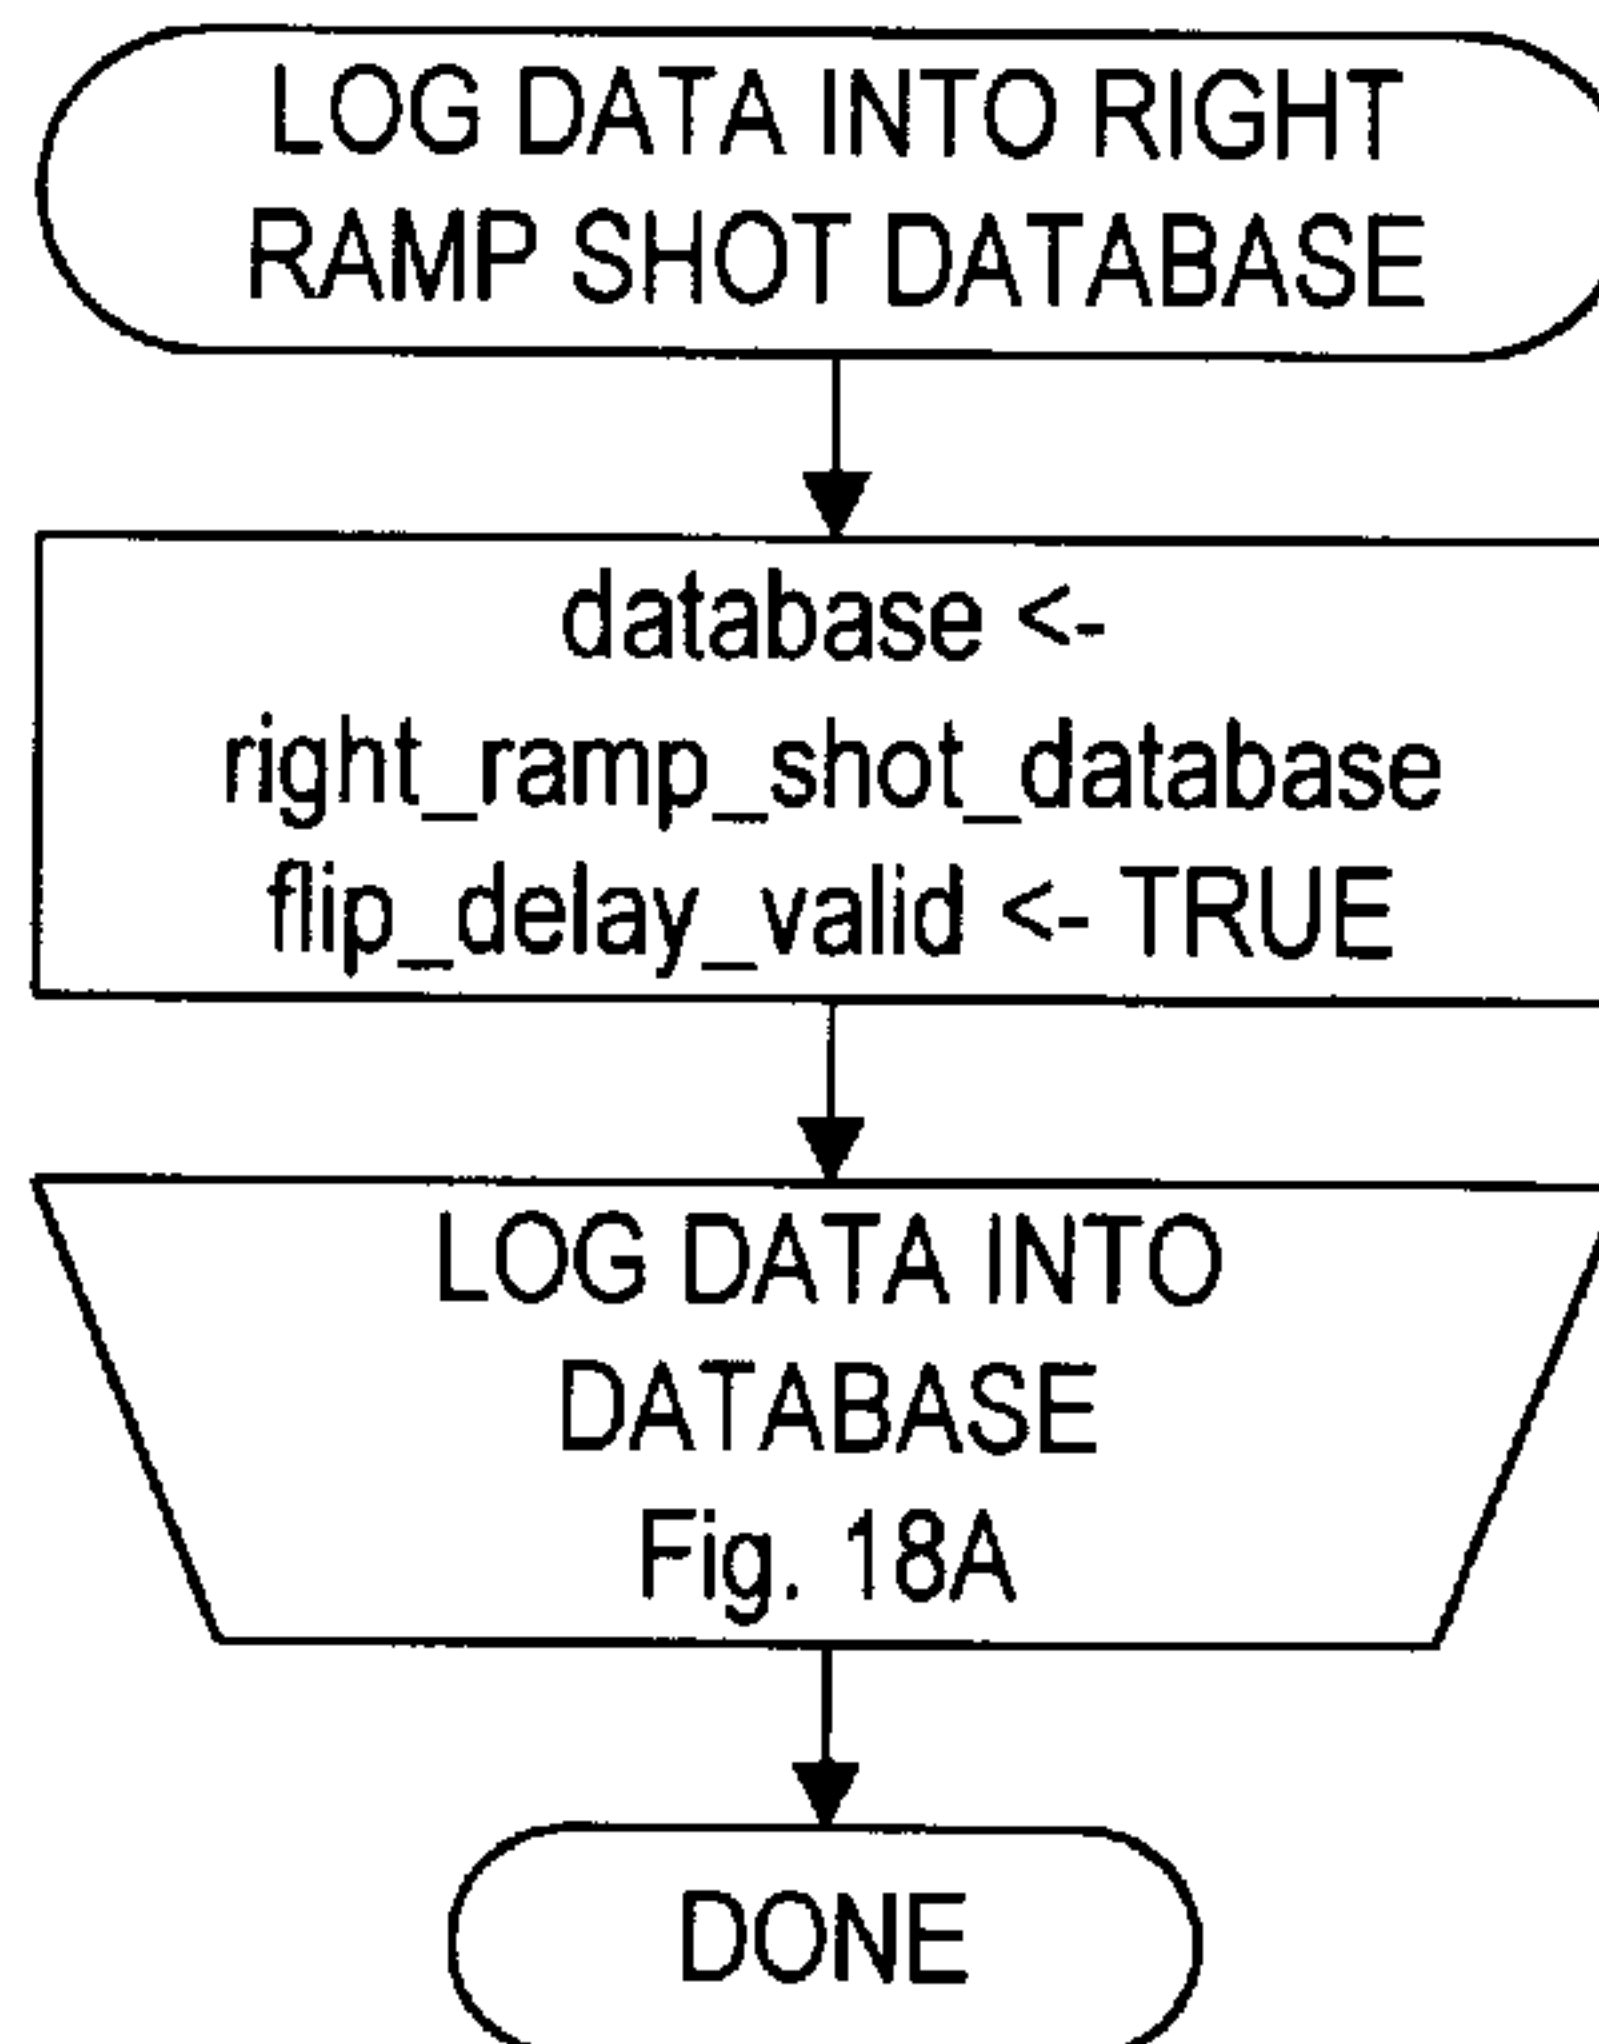 LOG DATA INTO RIGHT
RAMP SHOT DATABASE
database <-
right_ramp_shot_database
flip_delay_valid <- TRUE
LOG DATA INTO
DATABASE
Fig. 18A
DONE